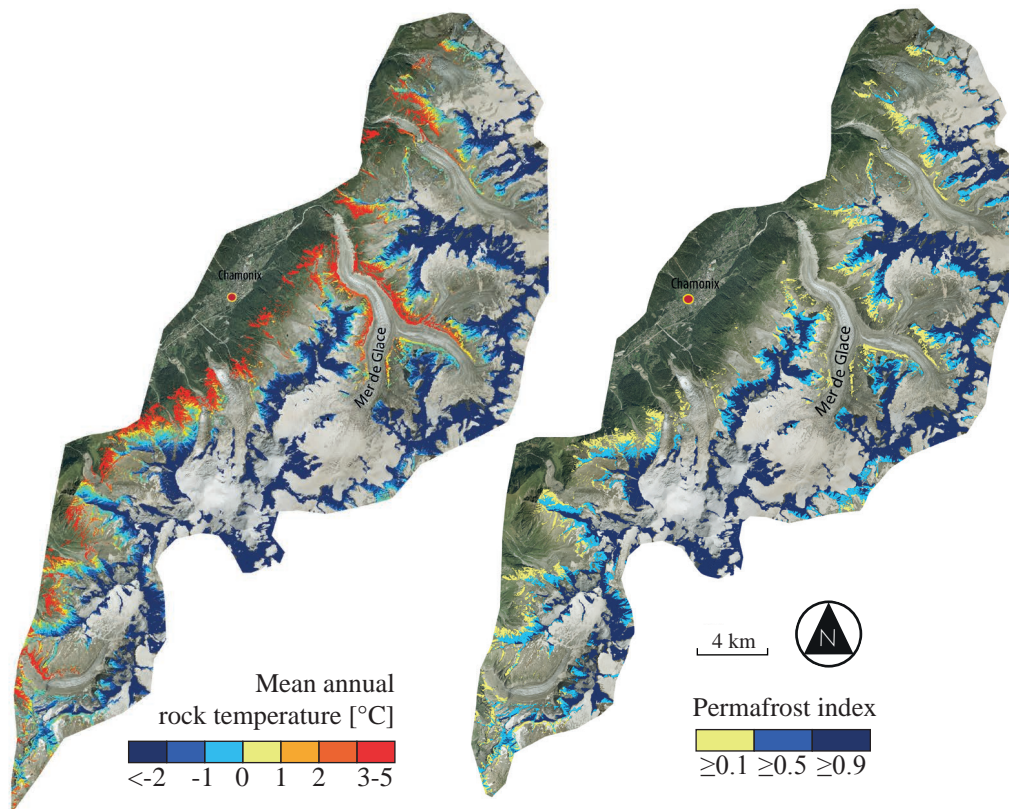 Chamonix
Mer de Glace
Mean annual
rock temperature [°C]
<-2 -1 0 1 2 3-5
Chamonix
Mer de Glace
4 km
N
Permafrost index
≥0.1 ≥0.5 ≥0.9